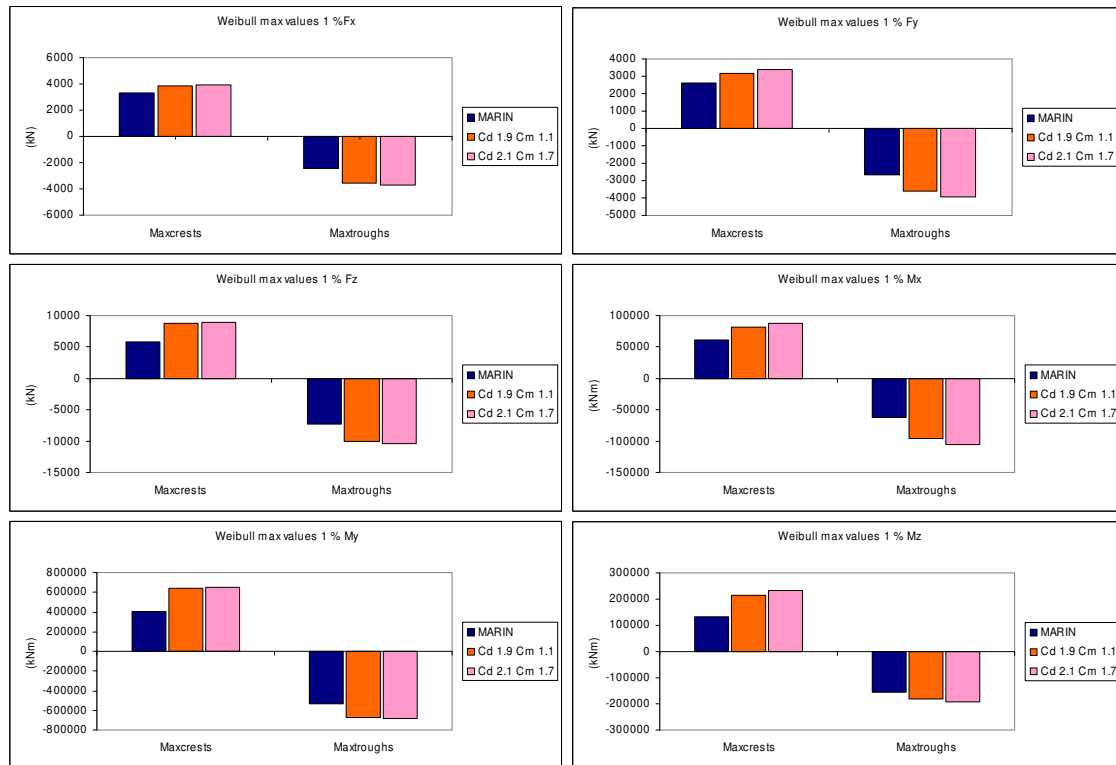 Weibull max values 1 %Fx
6000
4000
2000
0
-2000
-4000
-6000
(kN)
Maxcrests
Maxtroughs
MARIN
Cd 1.9 Cm 1.1
Cd 2.1 Cm 1.7
Weibull max values 1 % Fy
4000
3000
2000
1000
0
-1000
-2000
-3000
-4000
-5000
(kN)
Maxcrests
Maxtroughs
MARIN
Cd 1.9 Cm 1.1
Cd 2.1 Cm 1.7
Weibull max values 1 % Fz
10000
5000
0
-5000
-10000
-15000
(kN)
Maxcrests
Maxtroughs
MARIN
Cd 1.9 Cm 1.1
Cd 2.1 Cm 1.7
Weibull max values 1 % Mx
100000
50000
0
-50000
-100000
-150000
(kNm)
Maxcrests
Maxtroughs
MARIN
Cd 1.9 Cm 1.1
Cd 2.1 Cm 1.7
Weibull max values 1 % My
800000
600000
400000
200000
0
-200000
-400000
-600000
-800000
(kNm)
Maxcrests
Maxtroughs
MARIN
Cd 1.9 Cm 1.1
Cd 2.1 Cm 1.7
Weibull max values 1 % Mz
300000
200000
100000
0
-100000
-200000
-300000
(kNm)
Maxcrests
Maxtroughs
MARIN
Cd 1.9 Cm 1.1
Cd 2.1 Cm 1.7